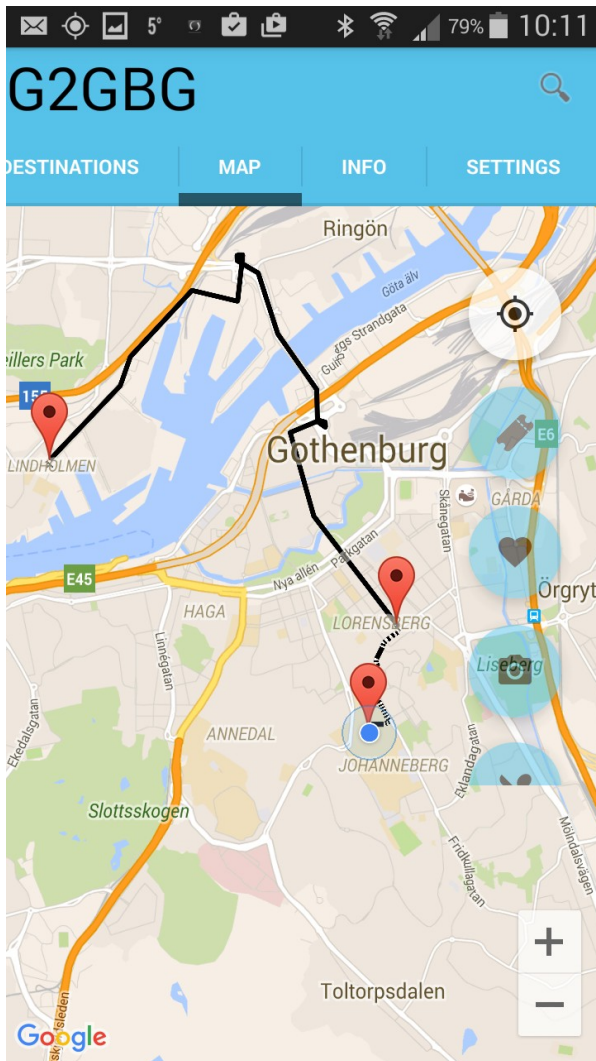 5° 79% 10:11
G2GBG
DESTINATIONS MAP INFO SETTINGS
Ringön
Göta älv
rgs Strandgata
eillers Park
155
E6
LINDHOLMEN
Gothenburg
Skånegatan
GÅRDA
Parkgatan
Nya allén
E45
HAGA
LORENSBERG
Örgryt
Linnégatan
Liseberg
Ekedalsgatan
ANNEDAL
JOHANNEBERG
Eklandagatan
Slottsskogen
Mölndalsvägen
Fridkullagatan
+
Toltorpsdalen
−
Google